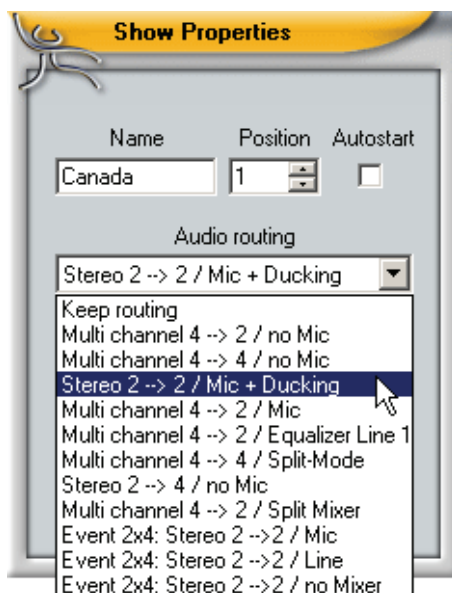 Show Properties
Name Position Autostart
Canada 1
Audio routing
Stereo 2 --> 2 / Mic + Ducking
Keep routing
Multi channel 4 --> 2 / no Mic
Multi channel 4 --> 4 / no Mic
Stereo 2 --> 2 / Mic + Ducking
Multi channel 4 --> 2 / Mic
Multi channel 4 --> 2 / Equalizer Line 1
Multi channel 4 --> 4 / Split-Mode
Stereo 2 --> 4 / no Mic
Multi channel 4 --> 2 / Split Mixer
Event 2x4: Stereo 2 -->2 / Mic
Event 2x4: Stereo 2 -->2 / Line
Event 2x4: Stereo 2 -->2 / no Mixer